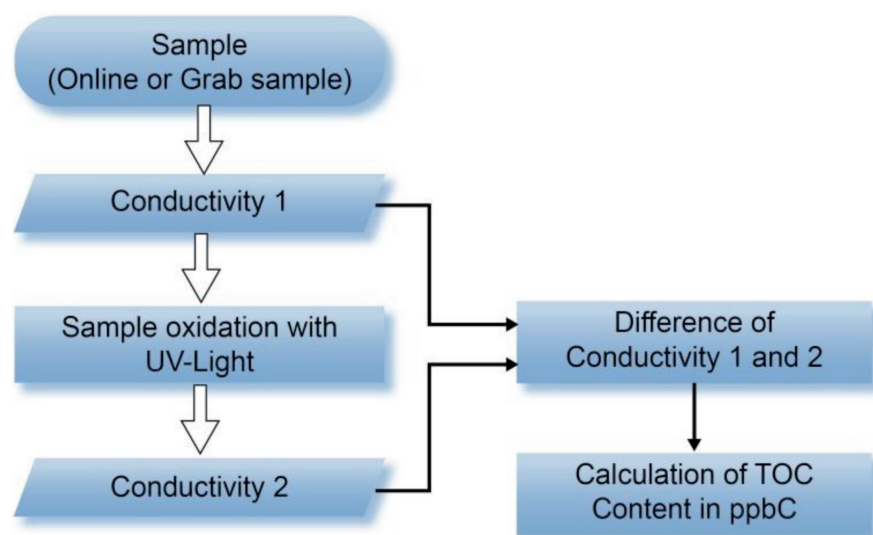 Sample
(Online or Grab sample)
Conductivity 1
Sample oxidation with
UV-Light
Conductivity 2
Difference of
Conductivity 1 and 2
Calculation of TOC
Content in ppbC